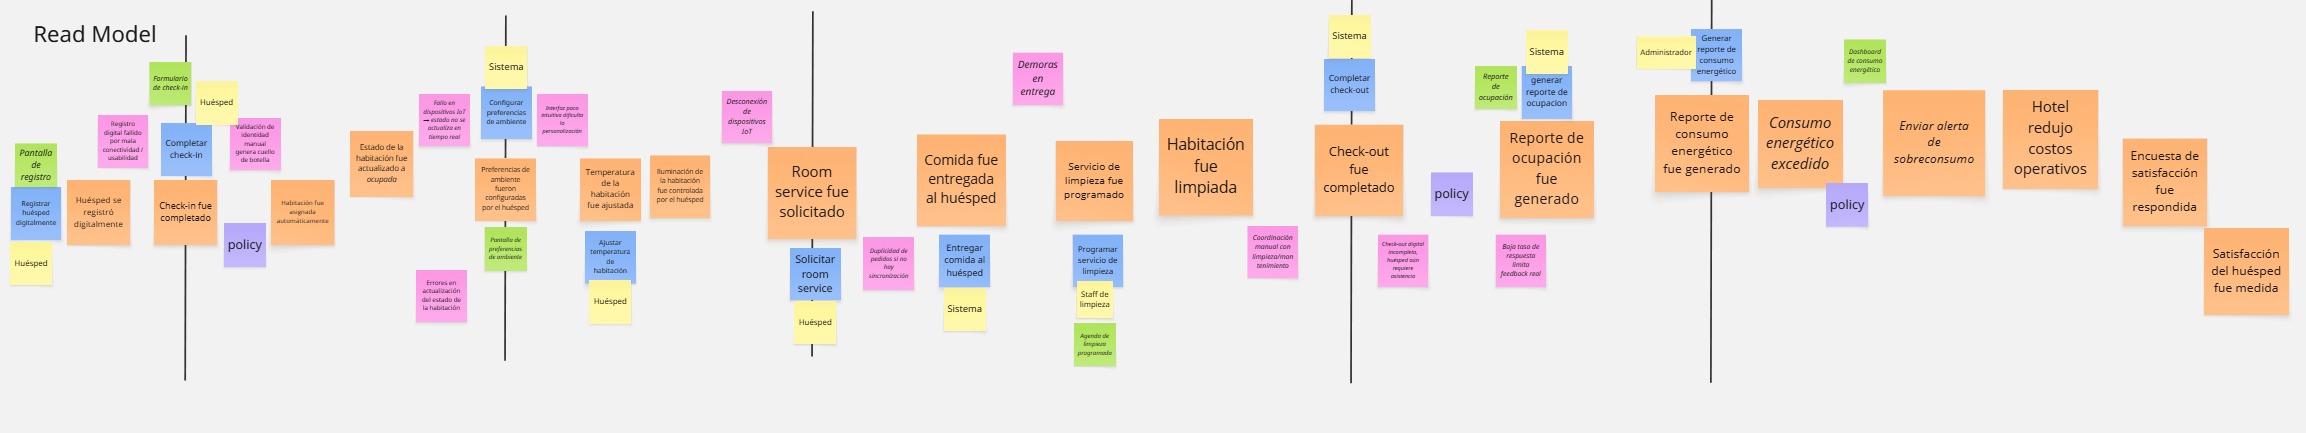 Read Model
Formulario
de check-in
Huésped
Registro
digital fallido
por mala
conectividad /
usabilidad
Completar
check-in
Validación de
identidad
manual
genera cuello
de botella
Pantalla
de
registro
Registrar
huésped
digitalmente
Huésped
Huésped se
registró
digitalmente
Check-in fue
completado
policy
Habitación fue
asignada
automáticamente
Estado de la
habitación fue
actualizado a
ocupada
Fallo en
dispositivos IoT
→ estado no se
actualiza en
tiempo real
Sistema
Configurar
preferencias
de ambiente
Interfaz poco
intuitiva dificulta
la
personalización
Preferencias de
ambiente
fueron
configuradas
por el huésped
Pantalla de
preferencias
de ambiente
Errores en
actualización
del estado de
la habitación
Temperatura
de la
habitación
fue ajustada
Ajustar
temperatura
de
habitación
Huésped
Iluminación de
la habitación
fue controlada
por el huésped
Desconexión
de
dispositivos
IoT
Room
service fue
solicitado
Solicitar
room
service
Huésped
Duplicidad de
pedidos si no
hay
sincronización
Comida fue
entregada
al huésped
Entregar
comida al
huésped
Sistema
Demoras
en
entrega
Servicio de
limpieza fue
programado
Programar
servicio de
limpieza
Staff de
limpieza
Agenda de
limpieza
programada
Habitación
fue
limpiada
Coordinación
manual con
limpieza/man
tenimiento
Sistema
Completar
check-out
Check-out
fue
completado
Check-out digital
incompleto,
huésped aún
requiere
asistencia
policy
Reporte
de
ocupación
Sistema
generar
reporte de
ocupacion
Reporte de
ocupación
fue
generado
Baja tasa de
respuesta
limita
feedback real
Administrador
Generar
reporte de
consumo
energético
Reporte de
consumo
energético
fue generado
Consumo
energético
excedido
policy
Dashboard
de consumo
energético
Enviar alerta
de
sobreconsumo
Hotel
redujo
costos
operativos
Encuesta de
satisfacción
fue
respondida
Satisfacción
del huésped
fue medida